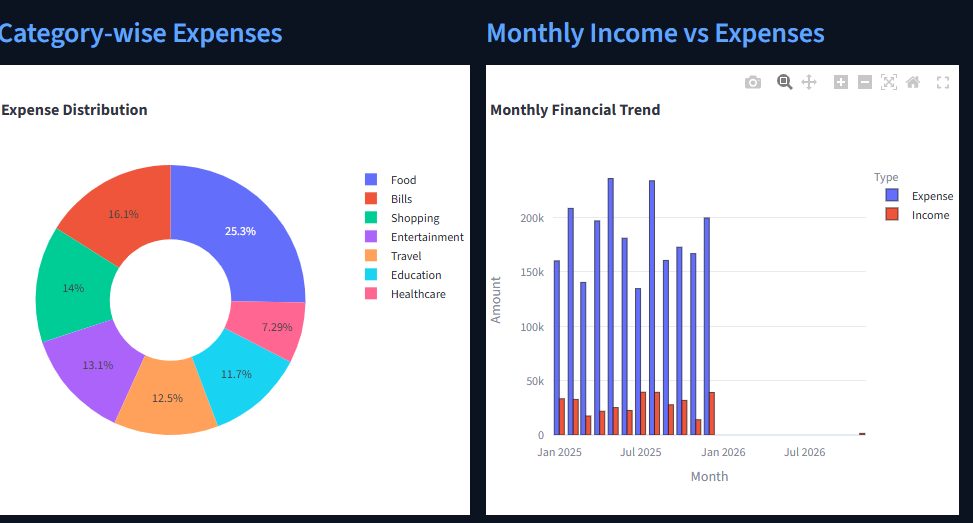 Category-wise Expenses
Expense Distribution
16.1%
25.3%
14%
7.29%
13.1%
11.7%
12.5%
Food
Bills
Shopping
Entertainment
Travel
Education
Healthcare
Monthly Income vs Expenses
Monthly Financial Trend
Type
Expense
Income
Amount
200k
150k
100k
50k
0
Jan 2025 Jul 2025 Jan 2026 Jul 2026
Month